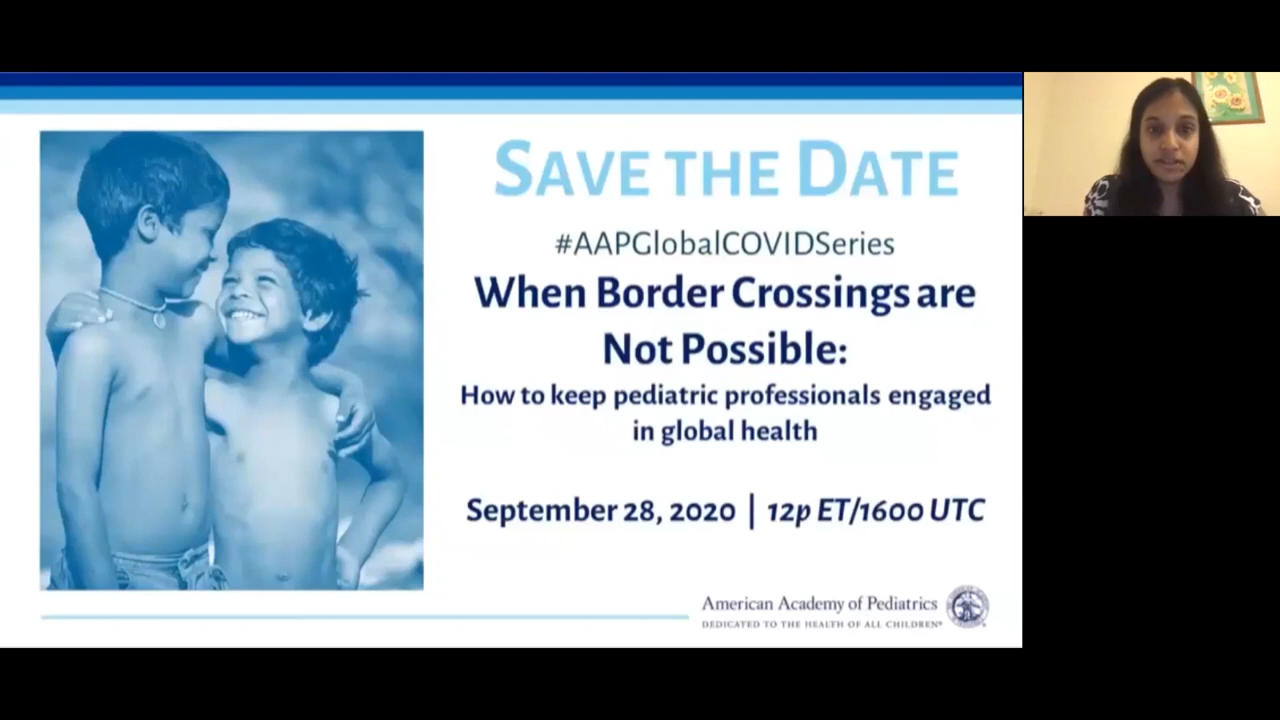 SAVE THE DATE
#AAPGlobalCOVIDSeries
When Border Crossings are
Not Possible:
How to keep pediatric professionals engaged
in global health
September 28, 2020 | 12p ET/1600 UTC
American Academy of Pediatrics
DEDICATED TO THE HEALTH OF ALL CHILDREN®